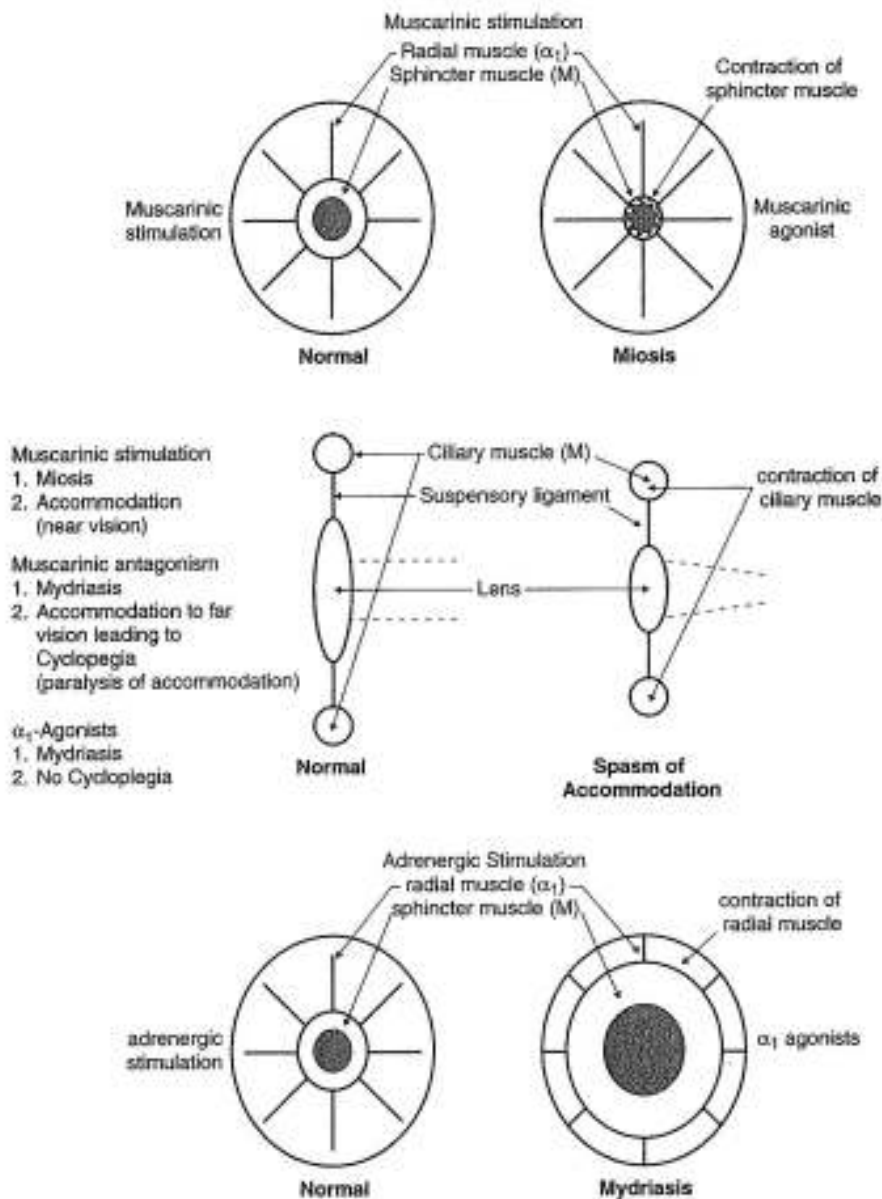 Muscarinic stimulation
Radial muscle (α₁)
Sphincter muscle (M)
Contraction of
sphincter muscle
Muscarinic
stimulation
Muscarinic
agonist
Normal
Miosis
Muscarinic stimulation
1. Miosis
2. Accommodation
(near vision)
Muscarinic antagonism
1. Mydriasis
2. Accommodation to far
vision leading to
Cyclopegia
(paralysis of accommodation)
α₁-Agonists
1. Mydriasis
2. No Cycloplegia
Ciliary muscle (M)
Suspensory ligament
Lens
contraction of
ciliary muscle
Normal
Spasm of
Accommodation
Adrenergic Stimulation
radial muscle (α₁)
sphincter muscle (M)
contraction of
radial muscle
adrenergic
stimulation
α₁ agonists
Normal
Mydriasis